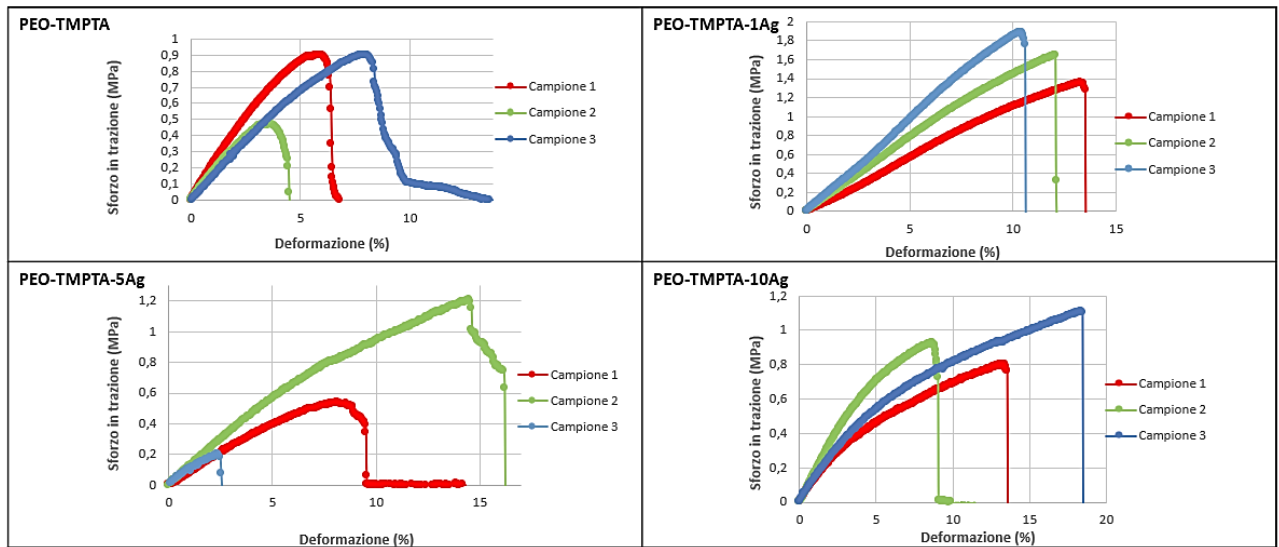 PEO-TMPTA
Sforzo in trazione (MPa)
1
0,9
0,8
0,7
0,6
0,5
0,4
0,3
0,2
0,1
0
0 5 10
Deformazione (%)
Campione 1
Campione 2
Campione 3
PEO-TMPTA-1Ag
Sforzo in trazione (MPa)
2
1,8
1,6
1,4
1,2
1
0,8
0,6
0,4
0,2
0
0 5 10 15
Deformazione (%)
Campione 1
Campione 2
Campione 3
PEO-TMPTA-5Ag
Sforzo in trazione (MPa)
1,2
1
0,8
0,6
0,4
0,2
0
0 5 10 15
Deformazione (%)
Campione 1
Campione 2
Campione 3
PEO-TMPTA-10Ag
Sforzo in trazione (MPa)
1,2
1
0,8
0,6
0,4
0,2
0
0 5 10 15 20
Deformazione (%)
Campione 1
Campione 2
Campione 3